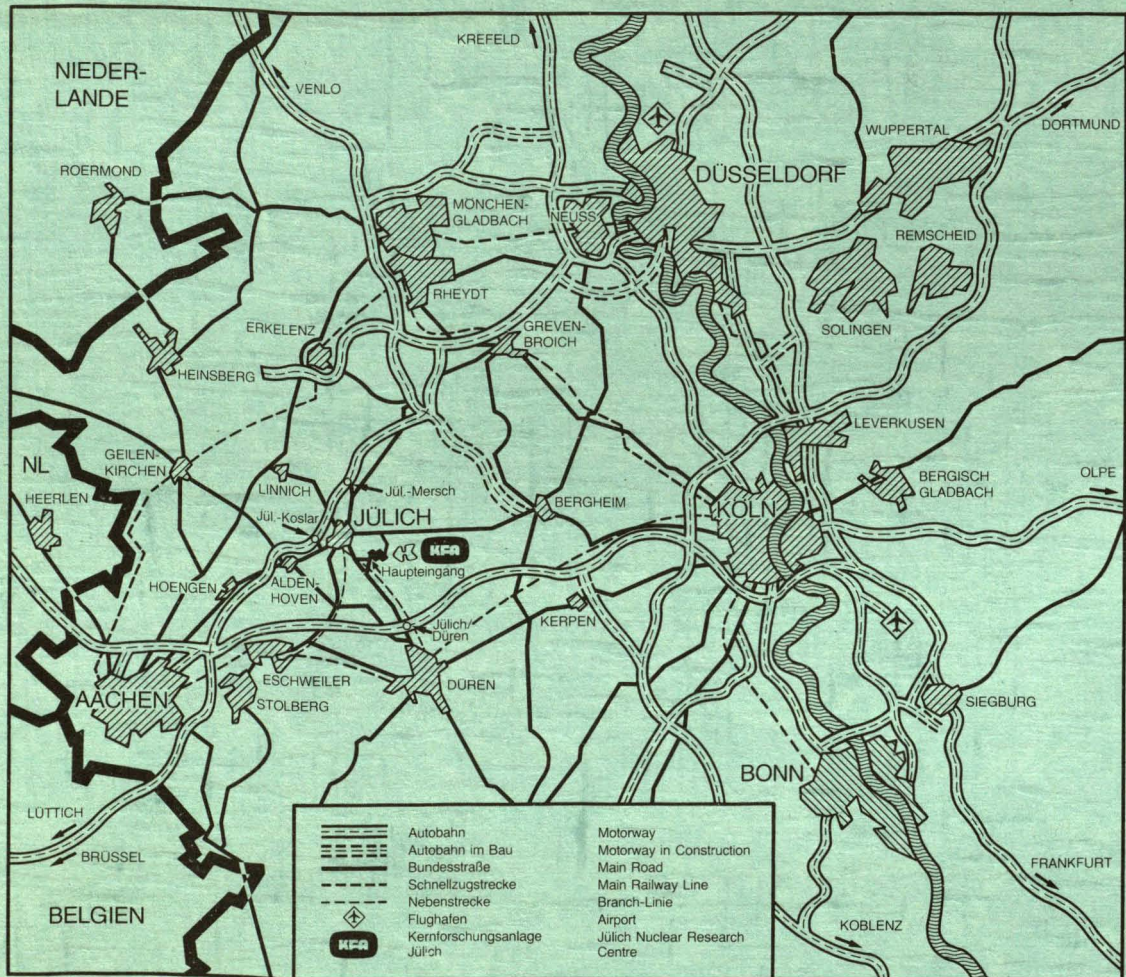 NIEDER-
LANDE
VENLO
KREFELD
DORTMUND
WUPPERTAL
ROERMOND
DÜSSELDORF
MÖNCHEN-
GLADBACH
NEUSS
REMSCHEID
RHEYDT
SOLINGEN
ERKELENZ
GREVEN-
BROICH
HEINSBERG
LEVERKUSEN
NL
GEILEN-
KIRCHEN
HEERLEN
LINNICH
Jül.-Mersch
BERGHEIM
BERGISCH
GLADBACH
OLPE
Jül.-Koslar
JÜLICH
KÖLN
KFA
Haupteingang
HOENGEN
ALDEN-
HOVEN
Jülich/
Düren
KERPEN
AACHEN
ESCHWEILER
STOLBERG
DÜREN
SIEGBURG
BONN
LÜTTICH
BRÜSSEL
FRANKFURT
BELGIEN
KOBLENZ
Autobahn Motorway
Autobahn im Bau Motorway in Construction
Bundesstraße Main Road
Schnellzugstrecke Main Railway Line
Nebenstrecke Branch-Linie
Flughafen Airport
KFA Kernforschungsanlage Jülich Nuclear Research
Jülich Centre